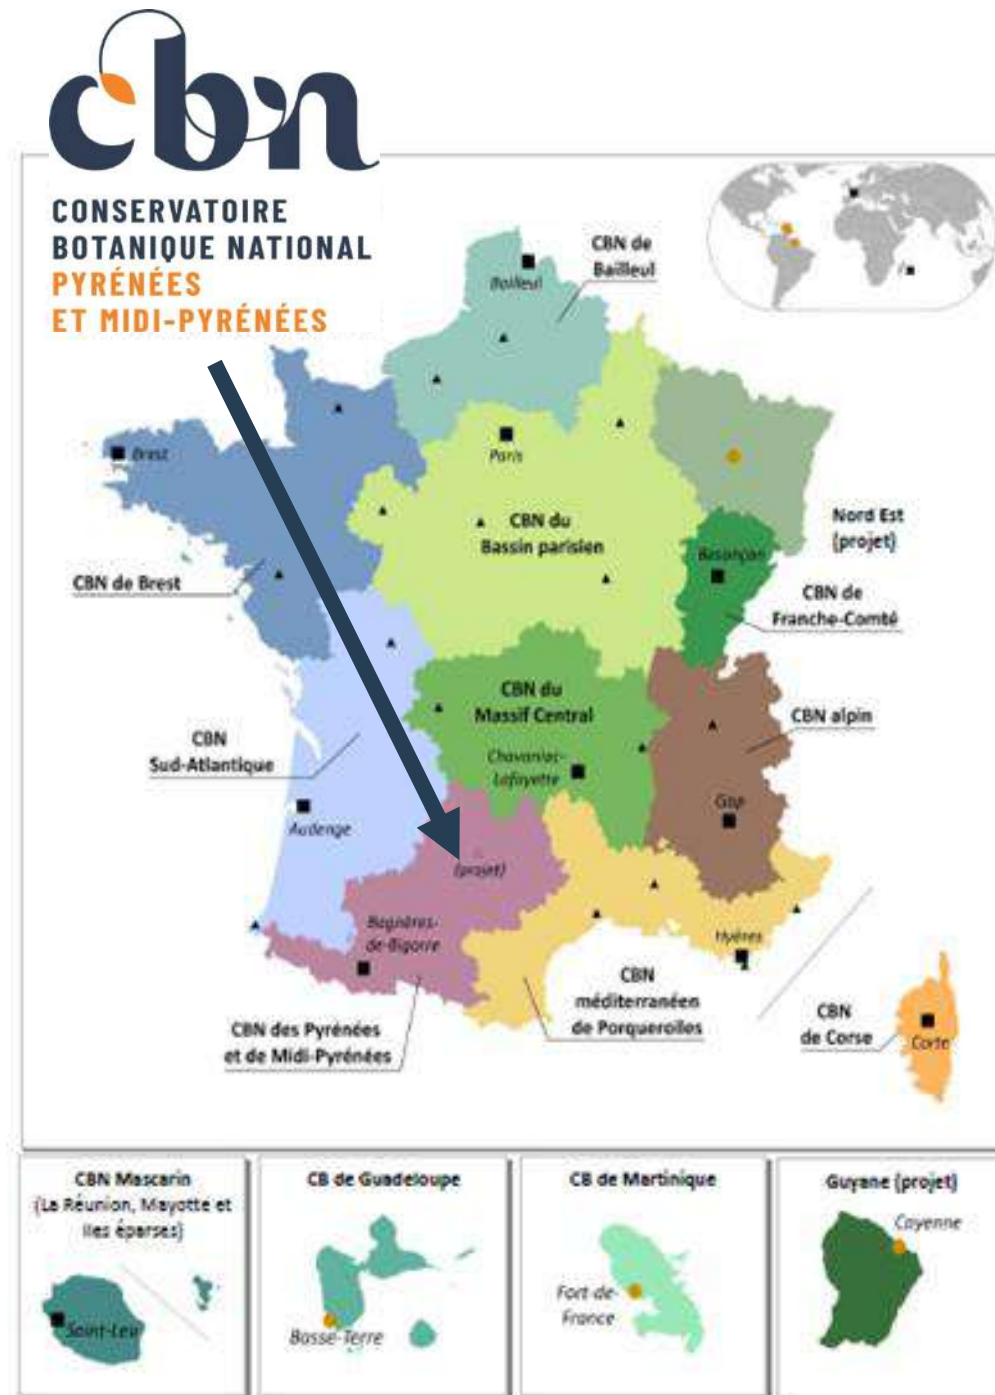 cbn
CONSERVATOIRE
BOTANIQUE NATIONAL
PYRÉNÉES
ET MIDI-PYRÉNÉES
CBN de
Bailleul
Bailleul
Brest
Paris
CBN du
Bassin parisien
Nord Est
(projet)
Besançon
CBN de Brest
CBN de
Franche-Comté
CBN du
Massif Central
CBN alpin
CBN
Sud-Atlantique
Chavaniac-
Lafayette
Audenge
Gap
(projet)
Bagnères-
de-Bigorre
Hyères
CBN
méditerranéen
de Porquerolles
CBN des Pyrénées
et de Midi-Pyrénées
CBN
de Corse
Corte
CBN Mascarin
(La Réunion, Mayotte et
Iles éparses)
Saint-Leu
CB de Guadeloupe
Basse-Terre
CB de Martinique
Fort-de-
France
Guyane (projet)
Cayenne